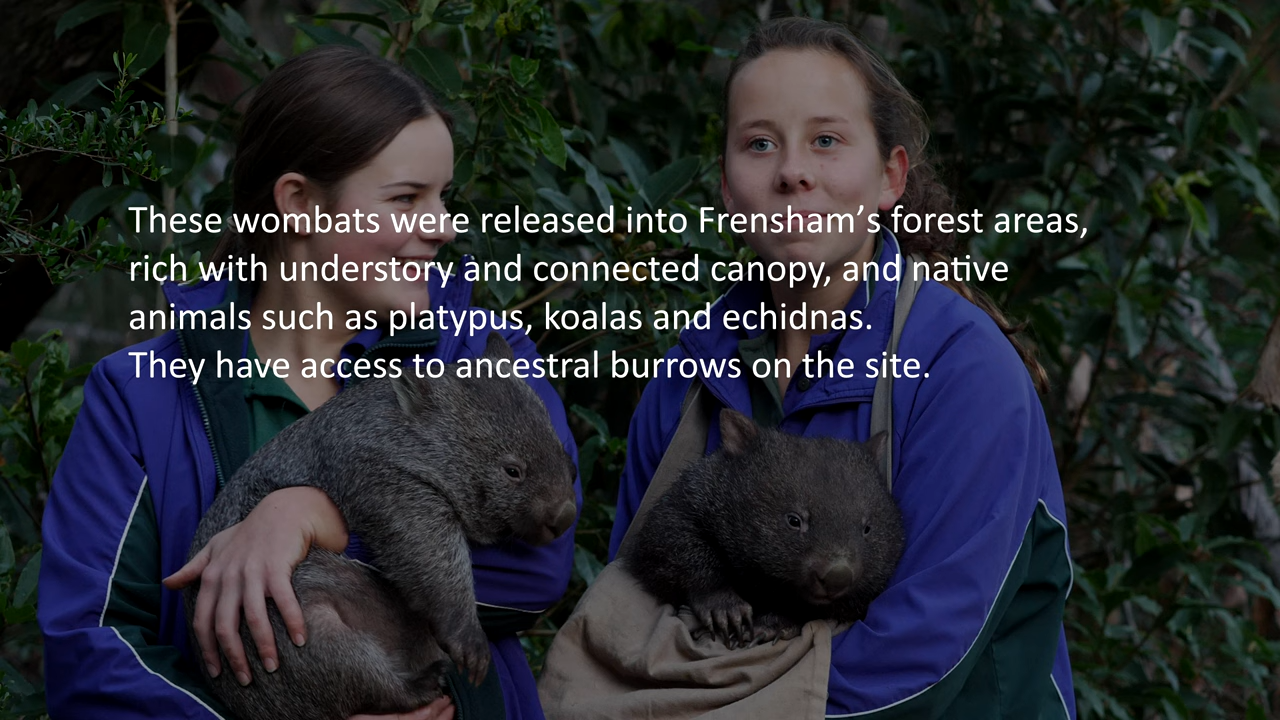 These wombats were released into Frensham’s forest areas,
rich with understory and connected canopy, and native
animals such as platypus, koalas and echidnas.
They have access to ancestral burrows on the site.